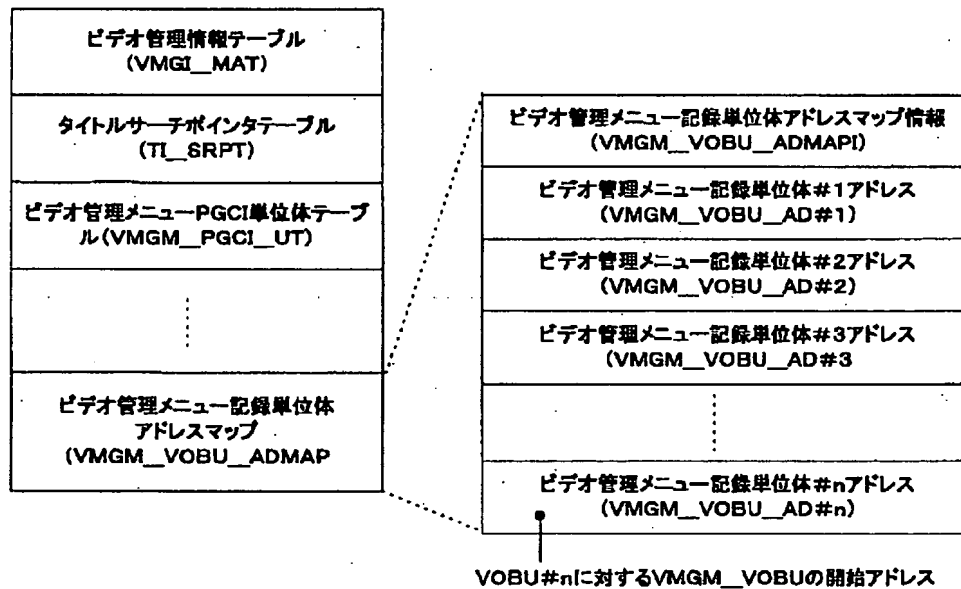 ビデオ管理情報テーブル
(VMGI__MAT)
タイトルサーチポインタテーブル
(TI__SRPT)
ビデオ管理メニューPGCI単位体テーブ
ル(VMGM__PGCI__UT)
ビデオ管理メニュー記録単位体
アドレスマップ
(VMGM__VOBU__ADMAP
ビデオ管理メニュー記録単位体アドレスマップ情報
(VMGM__VOBU__ADMAPI)
ビデオ管理メニュー記録単位体#1アドレス
(VMGM__VOBU__AD#1)
ビデオ管理メニュー記録単位体#2アドレス
(VMGM__VOBU__AD#2)
ビデオ管理メニュー記録単位体#3アドレス
(VMGM__VOBU__AD#3
ビデオ管理メニュー記録単位体#nアドレス
(VMGM__VOBU__AD#n)
VOBU#nに対するVMGM__VOBUの開始アドレス